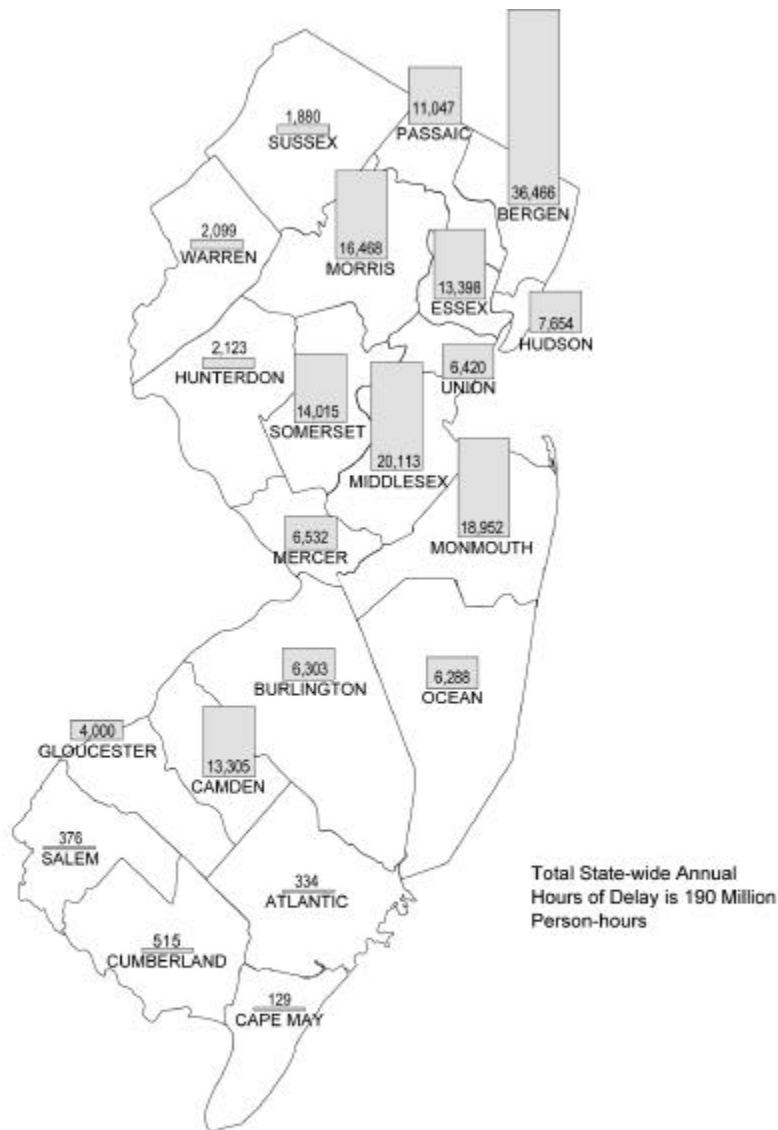 1,880
SUSSEX
11,047
PASSAIC
36,466
BERGEN
2,099
WARREN
16,468
MORRIS
13,398
ESSEX
7,654
HUDSON
2,123
HUNTERDON
14,015
SOMERSET
6,420
UNION
20,113
MIDDLESEX
18,952
MONMOUTH
6,532
MERCER
6,303
BURLINGTON
6,288
OCEAN
4,000
GLOUCESTER
13,305
CAMDEN
376
SALEM
334
ATLANTIC
515
CUMBERLAND
129
CAPE MAY
Total State-wide Annual
Hours of Delay is 190 Million
Person-hours